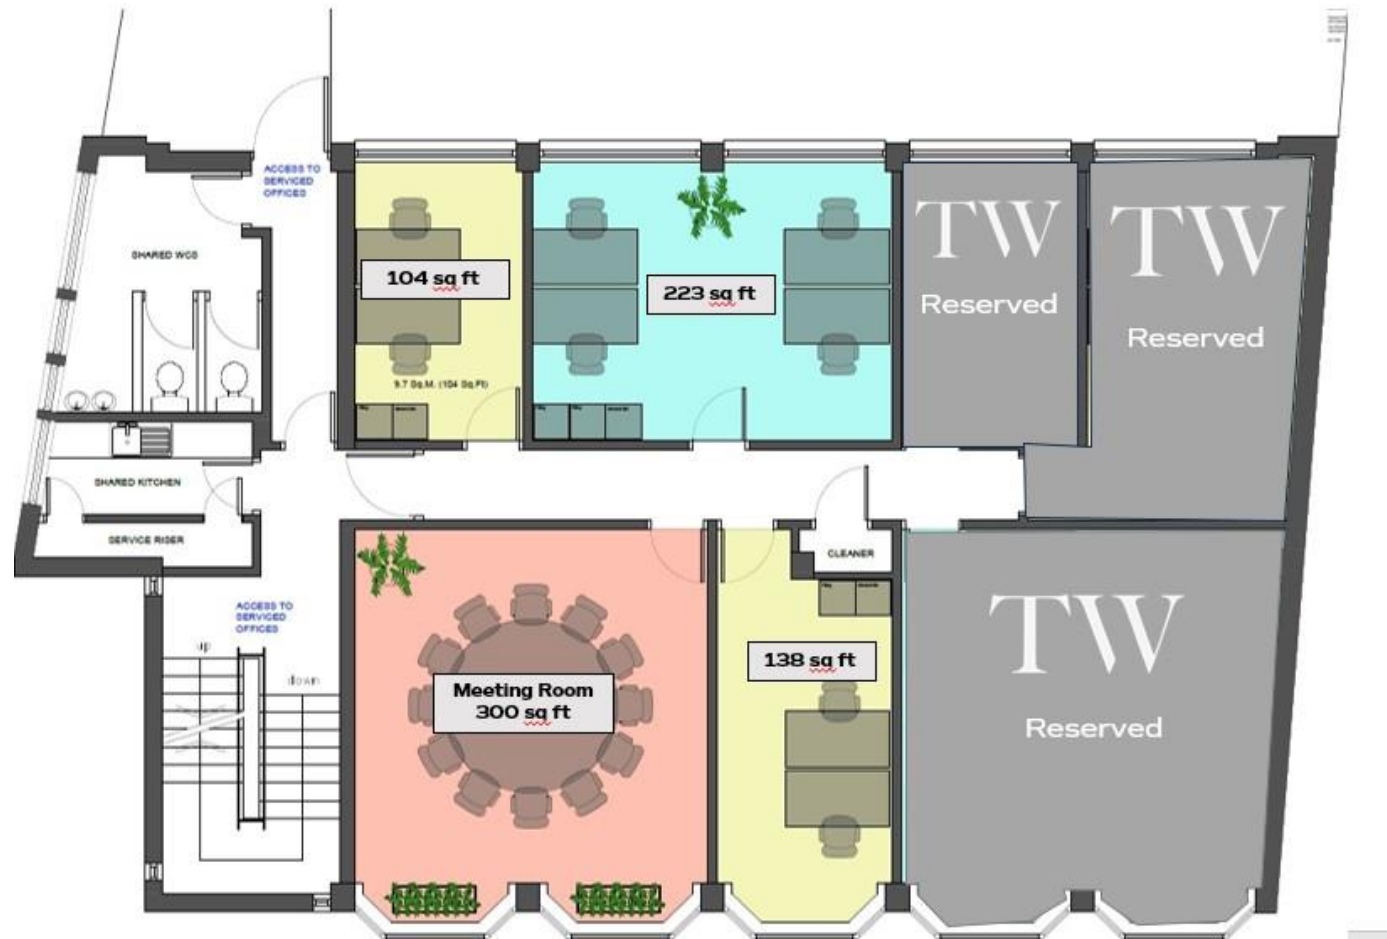 ACCESS TO
SERVICED
OFFICES
SHARED WCS
104 sq ft
9.7 Sq.M. (104 Sq.Ft)
223 sq ft
TW
Reserved
TW
Reserved
SHARED KITCHEN
SERVICE RISER
CLEANER
ACCESS TO
SERVICED
OFFICES
up
down
Meeting Room
300 sq ft
138 sq ft
TW
Reserved